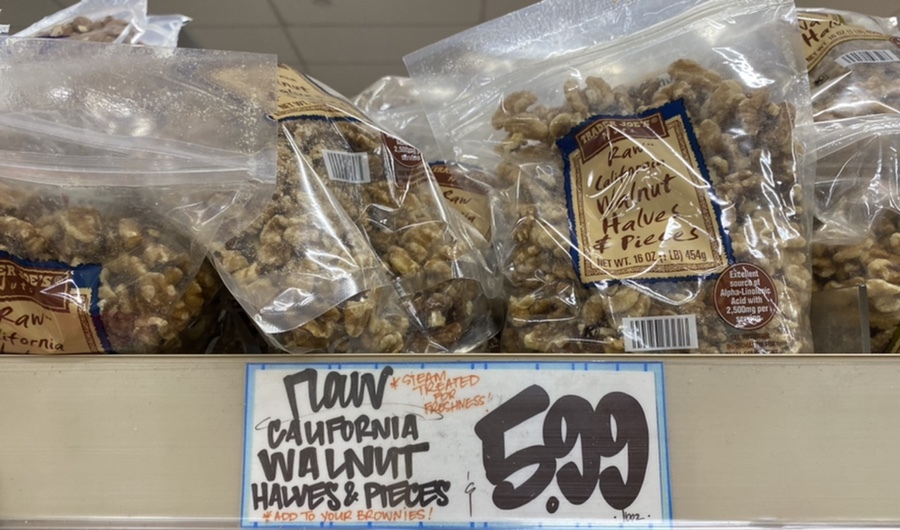 TRADER JOE'S
Raw
California
Walnut
Halves
& Pieces
NET WT. 16 OZ (1 LB) 454g
Excellent
source of
Alpha-Linolenic
Acid with
2,500mg per
Raw
California
Raw
raw
*STEAM
TREATED
FOR
FRESHNESS!
CALIFORNIA
WALNUT
HALVES & PIECES
*ADD TO YOUR BROWNIES!
$5.99